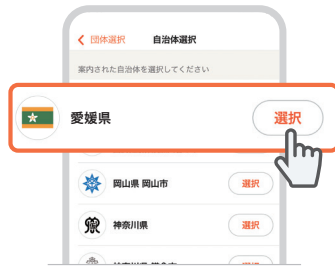 団体選択 自治体選択
案内された自治体を選択してください
愛媛県 選択
岡山県 岡山市 選択
神奈川県 選択